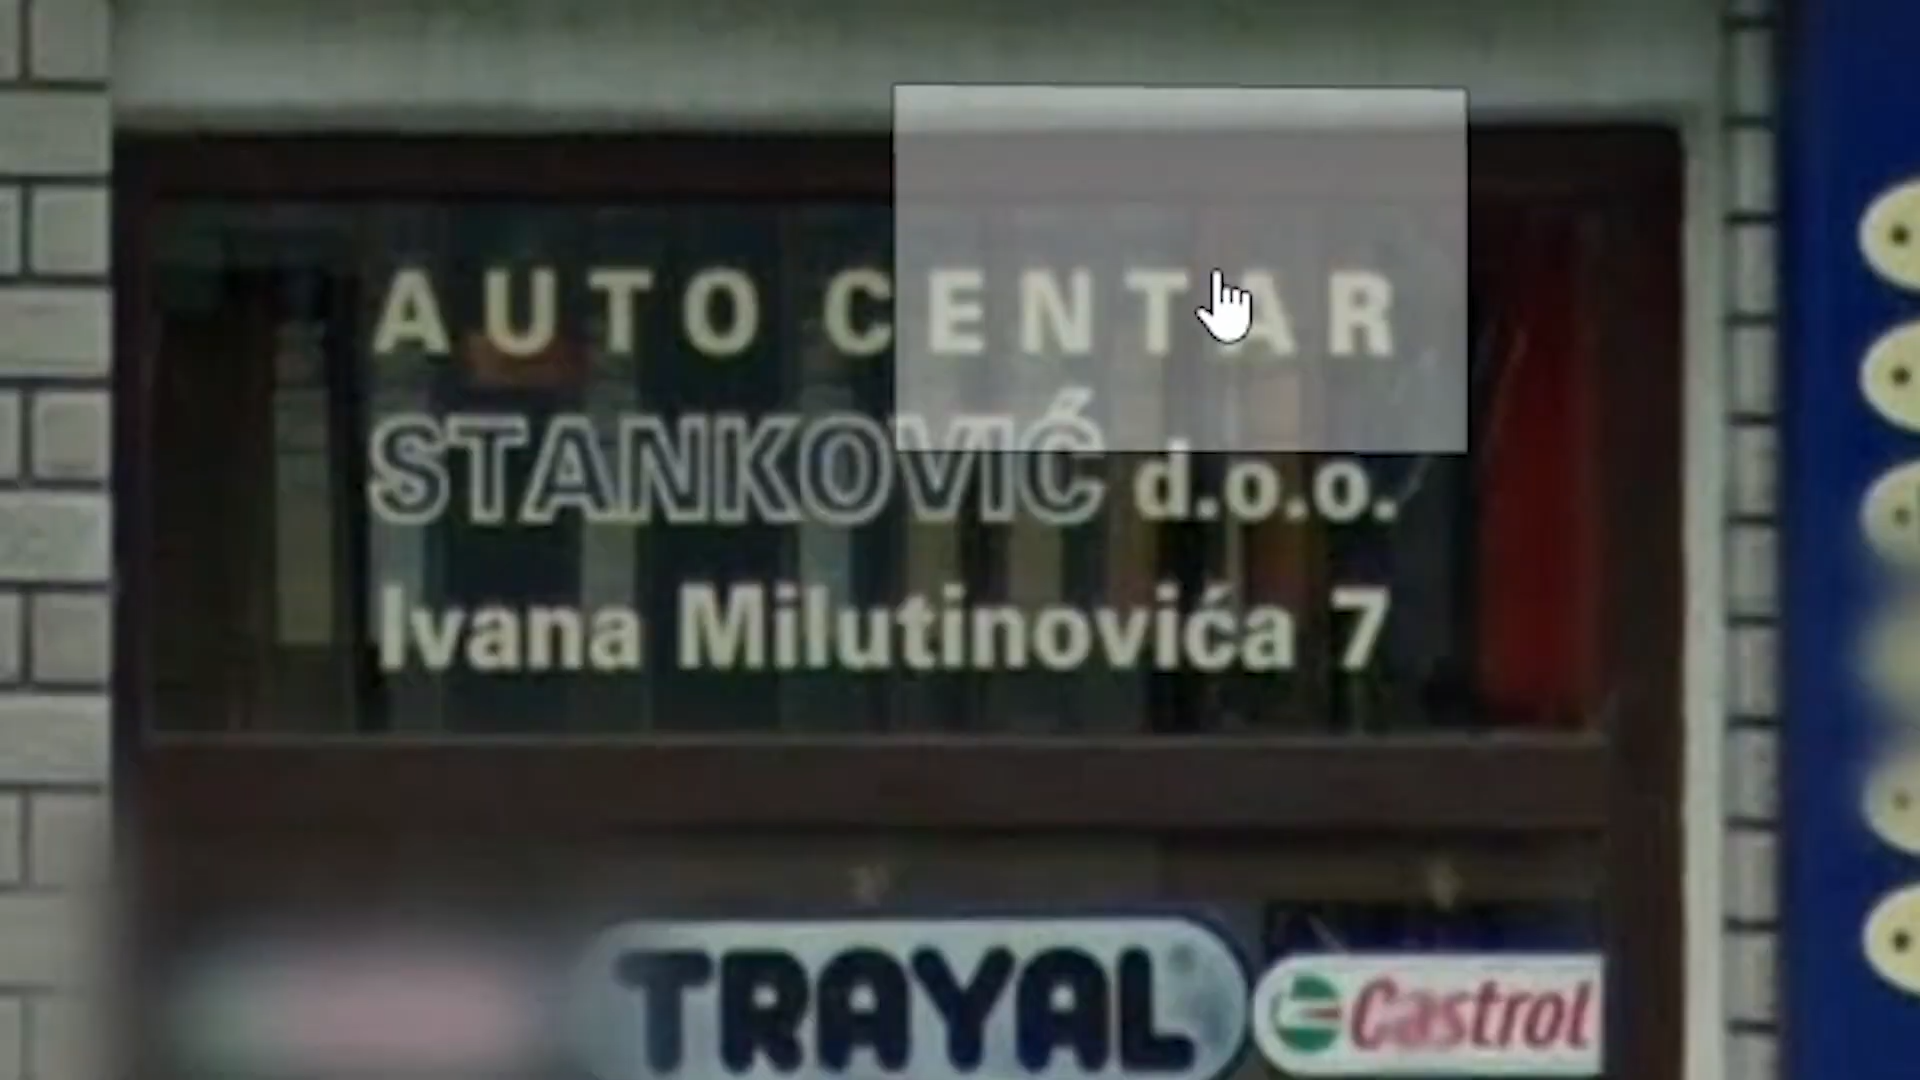 AUTO CENTAR
STANKOVIĆ d.o.o.
Ivana Milutinovića 7
TRAYAL
Castrol